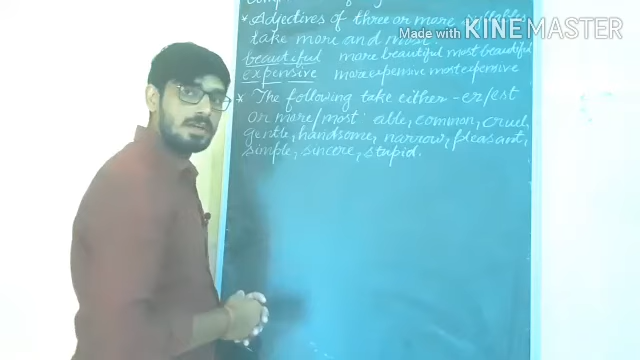 Made with KINEMASTER
* Adjectives of three or more syllables
take more and most.
beautiful more beautiful most beautiful
expensive more expensive most expensive
* The following take either -er/est
or more/most. able, common, cruel,
gentle, handsome, narrow, pleasant,
simple, sincere, stupid.